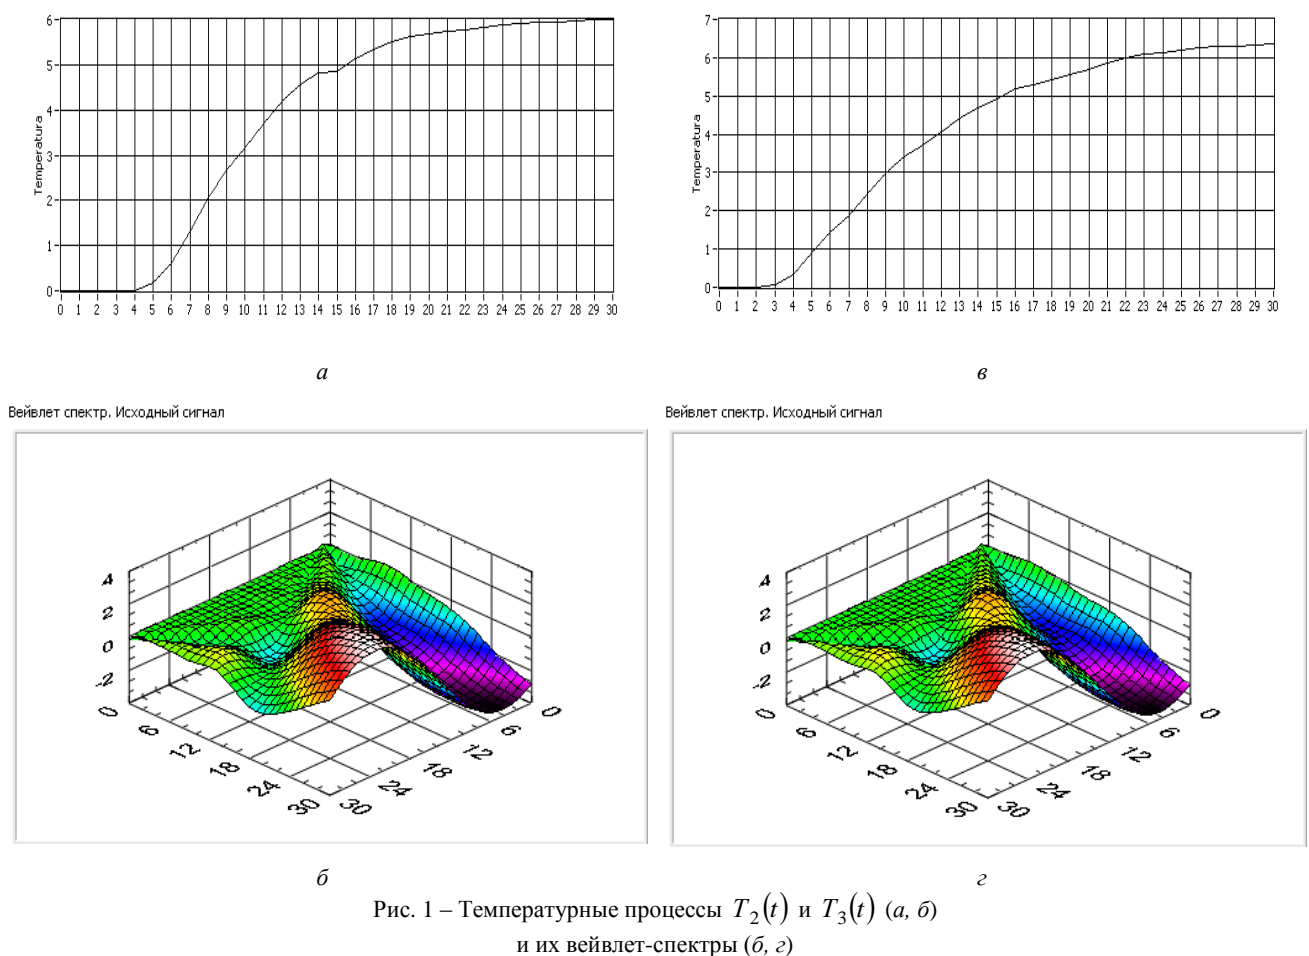 6
5
4
3
2
1
0
Temperatura
0 1 2 3 4 5 6 7 8 9 10 11 12 13 14 15 16 17 18 19 20 21 22 23 24 25 26 27 28 29 30
7
6
5
4
3
2
1
0
Temperatura
0 1 2 3 4 5 6 7 8 9 10 11 12 13 14 15 16 17 18 19 20 21 22 23 24 25 26 27 28 29 30
а
в
Вейвлет спектр. Исходный сигнал
Вейвлет спектр. Исходный сигнал
4
2
0
-2
0 6 12 18 24 30
30 24 18 12 6 0
4
2
0
-2
0 6 12 18 24 30
30 24 18 12 6 0
б
г
Рис. 1 – Температурные процессы T₂(t) и T₃(t) (а, б)
и их вейвлет-спектры (б, г)